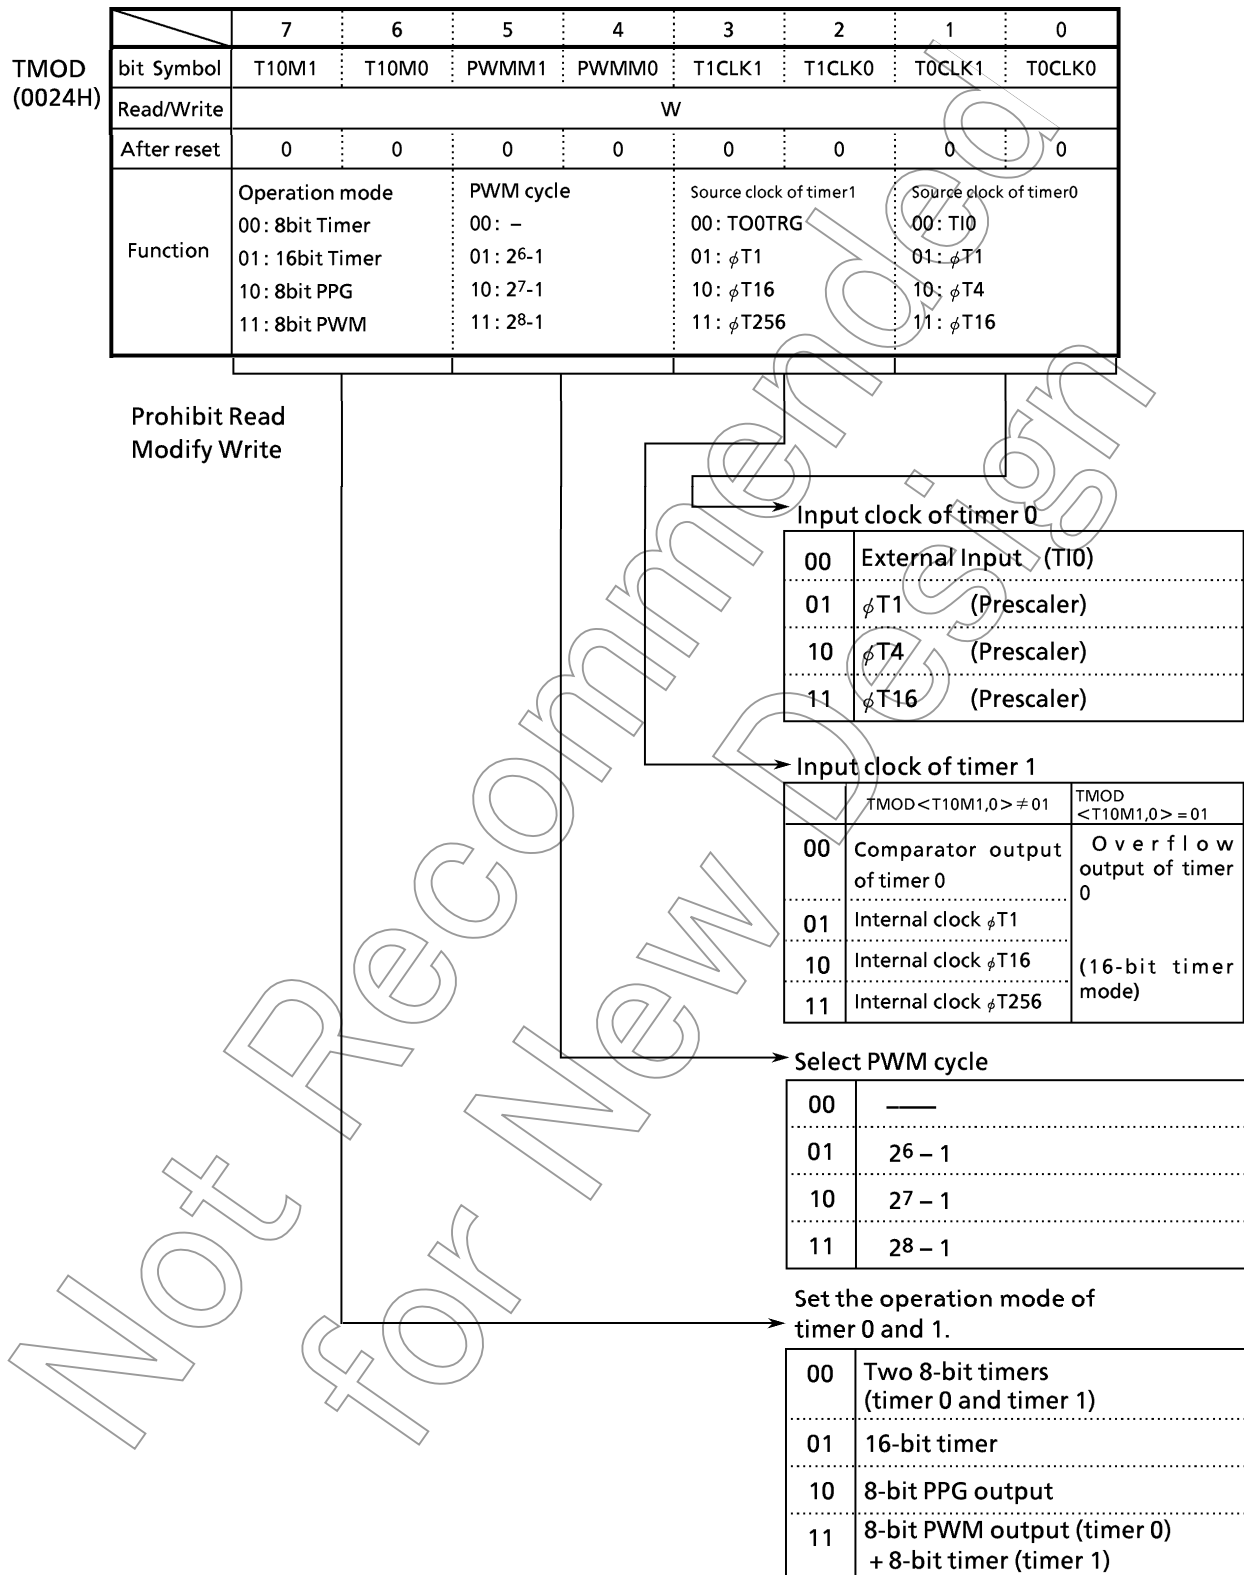 7 6 5 4 3 2 1 0
TMOD
(0024H)
bit Symbol T10M1 T10M0 PWMM1 PWMM0 T1CLK1 T1CLK0 T0CLK1 T0CLK0
Read/Write W
After reset 0 0 0 0 0 0 0 0
Function
Operation mode PWM cycle Source clock of timer1 Source clock of timer0
00: 8bit Timer 00: – 00: TO0TRG 00: TI0
01: 16bit Timer 01: 2⁶-1 01: φT1 01: φT1
10: 8bit PPG 10: 2⁷-1 10: φT16 10: φT4
11: 8bit PWM 11: 2⁸-1 11: φT256 11: φT16
Prohibit Read
Modify Write
Input clock of timer 0
00 External Input (TI0)
01 φT1 (Prescaler)
10 φT4 (Prescaler)
11 φT16 (Prescaler)
Input clock of timer 1
TMOD<T10M1,0>≠01 TMOD
<T10M1,0>=01
00 Comparator output
of timer 0
01 Internal clock φT1
10 Internal clock φT16
11 Internal clock φT256
Overflow
output of timer
0
(16-bit timer
mode)
Select PWM cycle
00 ——
01 2⁶ – 1
10 2⁷ – 1
11 2⁸ – 1
Set the operation mode of
timer 0 and 1.
00 Two 8-bit timers
(timer 0 and timer 1)
01 16-bit timer
10 8-bit PPG output
11 8-bit PWM output (timer 0)
+ 8-bit timer (timer 1)
Not Recommended
for New Design